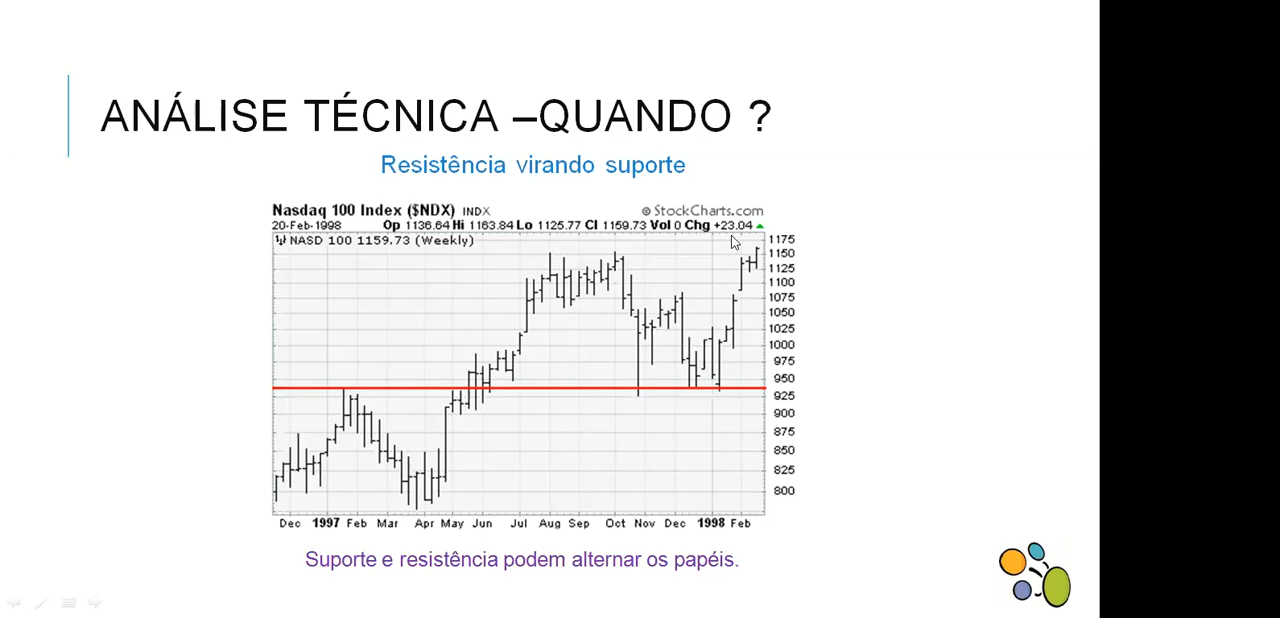 ANÁLISE TÉCNICA –QUANDO ?
Resistência virando suporte
Nasdaq 100 Index ($NDX) INDX © StockCharts.com
20-Feb-1998 Op 1136.64 Hi 1163.84 Lo 1125.77 Cl 1159.73 Vol 0 Chg +23.04
NASD 100 1159.73 (Weekly)
1175
1150
1125
1100
1075
1050
1025
1000
975
950
925
900
875
850
825
800
Dec 1997 Feb Mar Apr May Jun Jul Aug Sep Oct Nov Dec 1998 Feb
Suporte e resistência podem alternar os papéis.